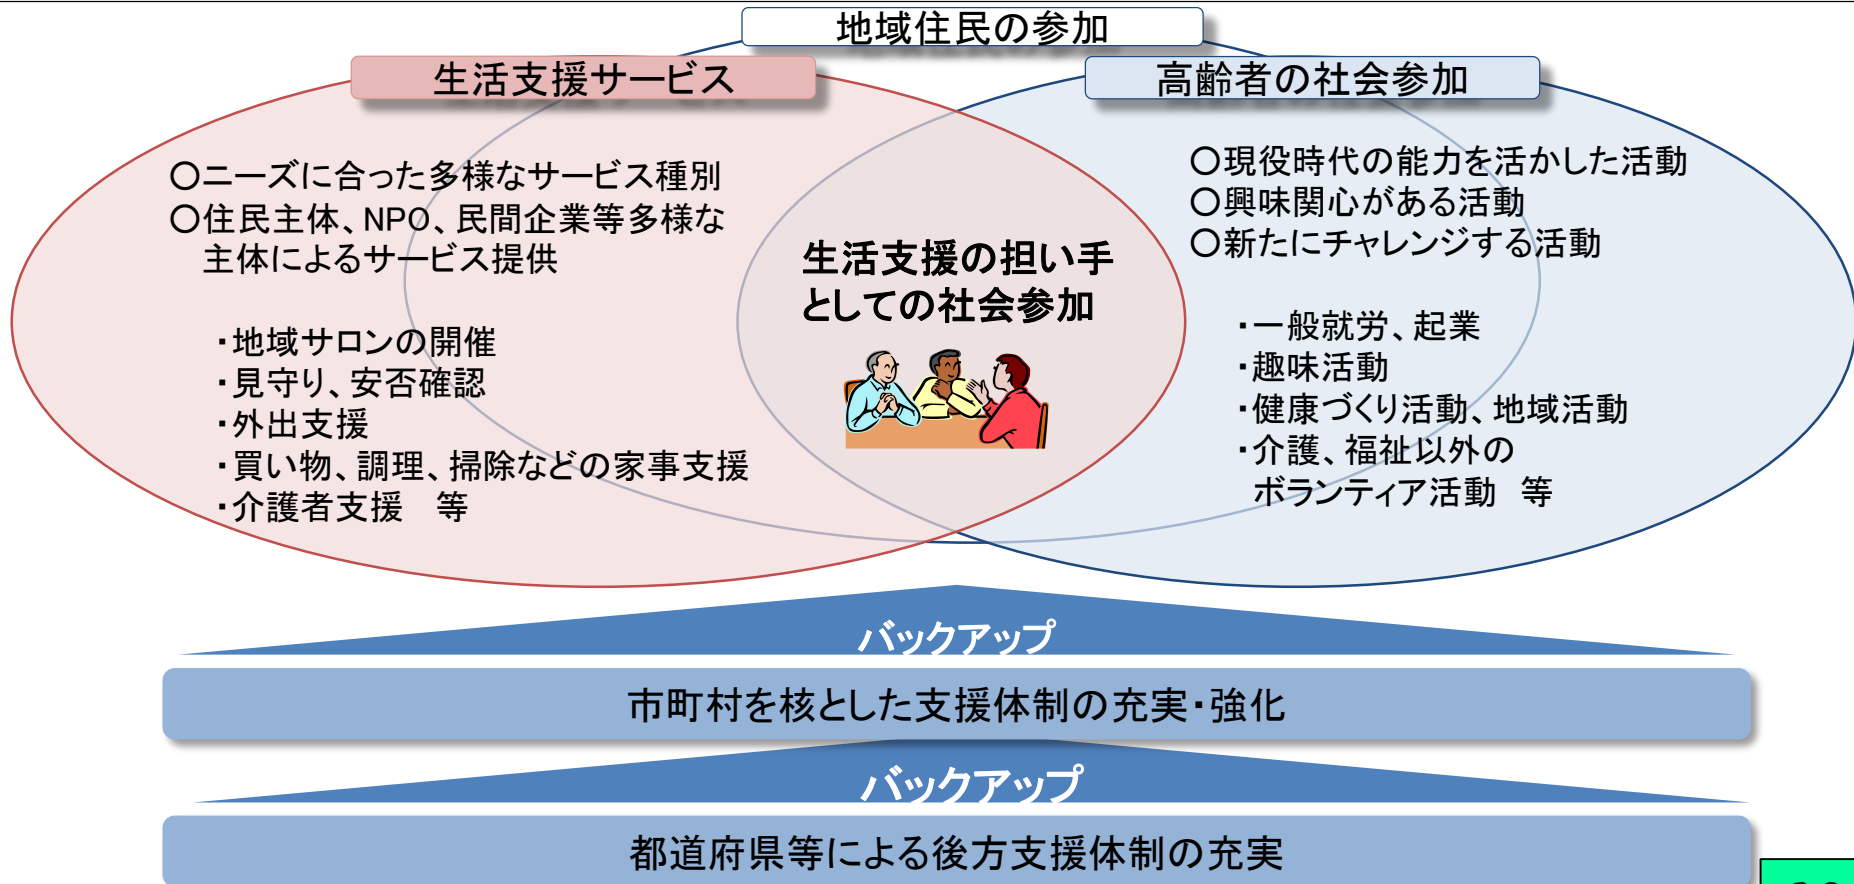 地域住民の参加
生活支援サービス
高齢者の社会参加
○ニーズに合った多様なサービス種別
○住民主体、NPO、民間企業等多様な
主体によるサービス提供
・地域サロンの開催
・見守り、安否確認
・外出支援
・買い物、調理、掃除などの家事支援
・介護者支援　等
生活支援の担い手
としての社会参加
○現役時代の能力を活かした活動
○興味関心がある活動
○新たにチャレンジする活動
・一般就労、起業
・趣味活動
・健康づくり活動、地域活動
・介護、福祉以外の
ボランティア活動　等
バックアップ
市町村を核とした支援体制の充実・強化
バックアップ
都道府県等による後方支援体制の充実